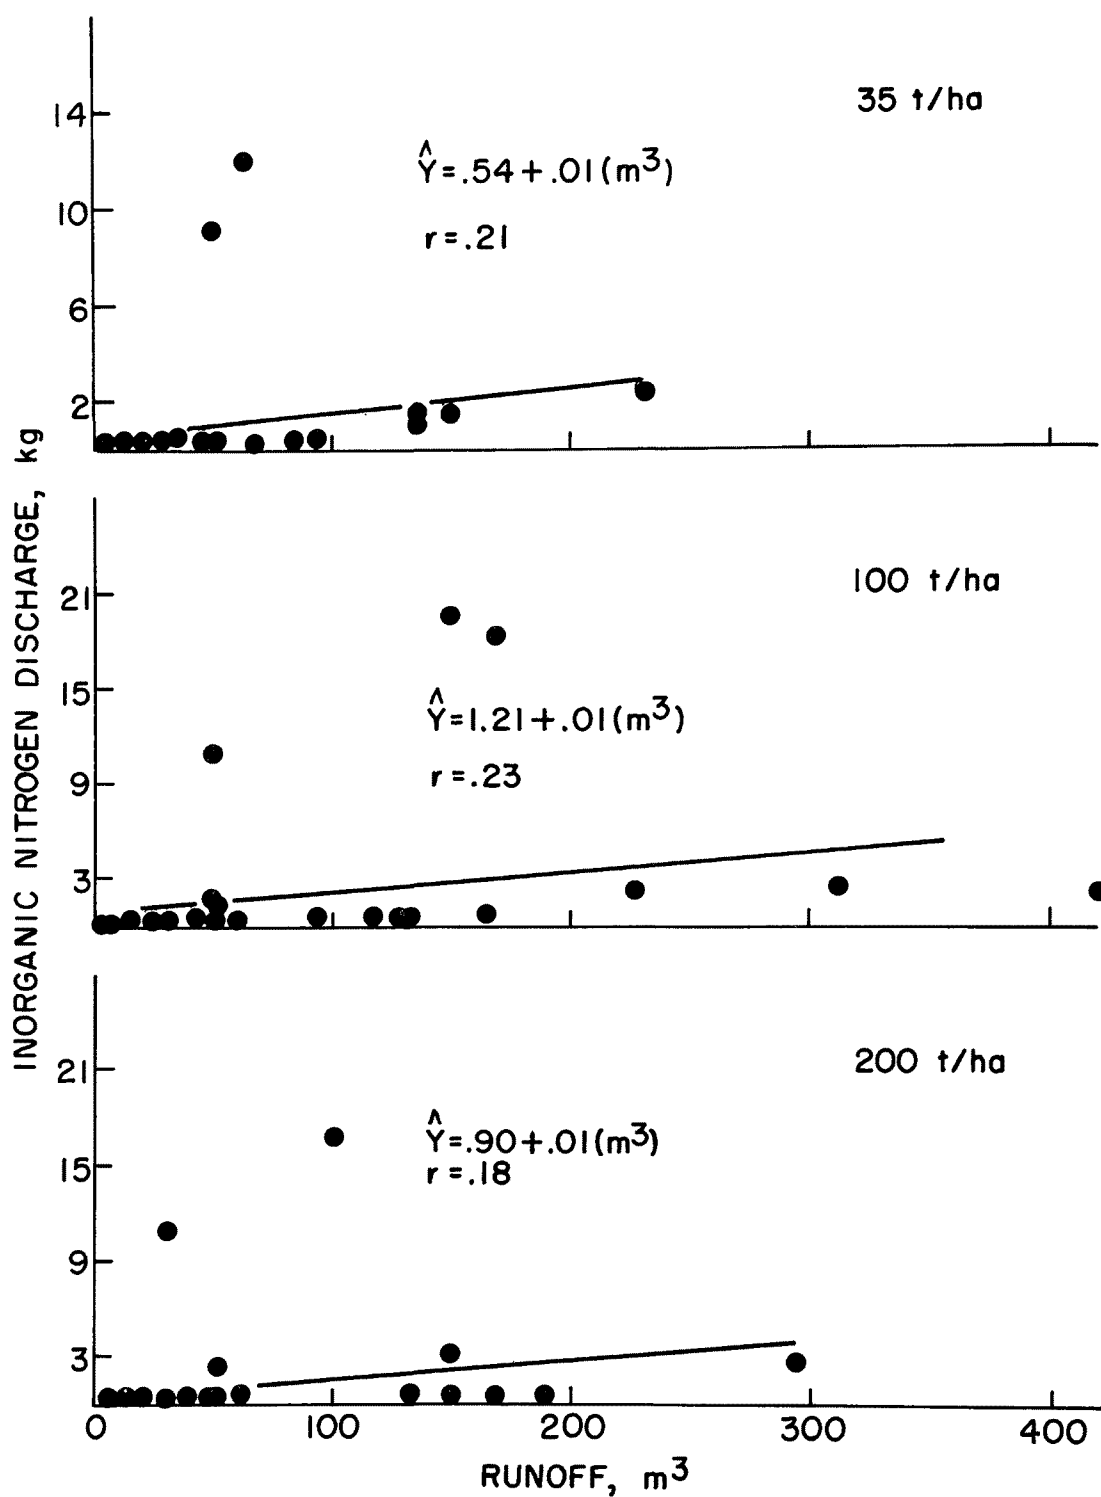 INORGANIC NITROGEN DISCHARGE, kg
35 t/ha
14
10
6
2
Ŷ=.54+.01(m³)
r=.21
100 t/ha
21
15
9
3
Ŷ=1.21+.01(m³)
r=.23
200 t/ha
21
15
9
3
Ŷ=.90+.01(m³)
r=.18
0 100 200 300 400
RUNOFF, m³